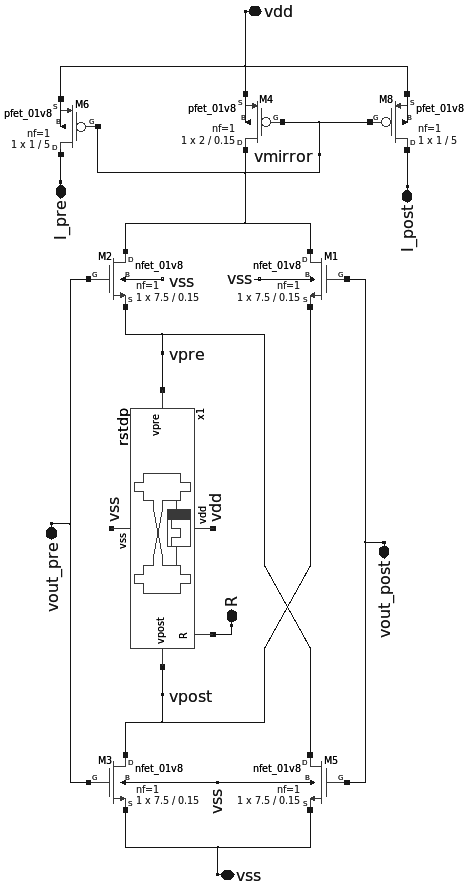 vdd
S
M6
pfet_01v8
B
G
nf=1
1 x 1 / 5
D
S
M4
pfet_01v8
B
G
nf=1
1 x 2 / 0.15
D
M8
S
pfet_01v8
G
B
nf=1
1 x 1 / 5
D
vmirror
I_pre
I_post
M2
D
nfet_01v8
G
B
vss
nf=1
S
1 x 7.5 / 0.15
D
M1
nfet_01v8
vss
B
G
nf=1
1 x 7.5 / 0.15
S
vpre
rstdp
vpre
x1
vss
vss
vdd
vdd
vout_pre
vout_post
R
vpost
R
vpost
M3
D
nfet_01v8
G
B
nf=1
S
1 x 7.5 / 0.15
vss
D
M5
nfet_01v8
B
G
nf=1
1 x 7.5 / 0.15
S
vss